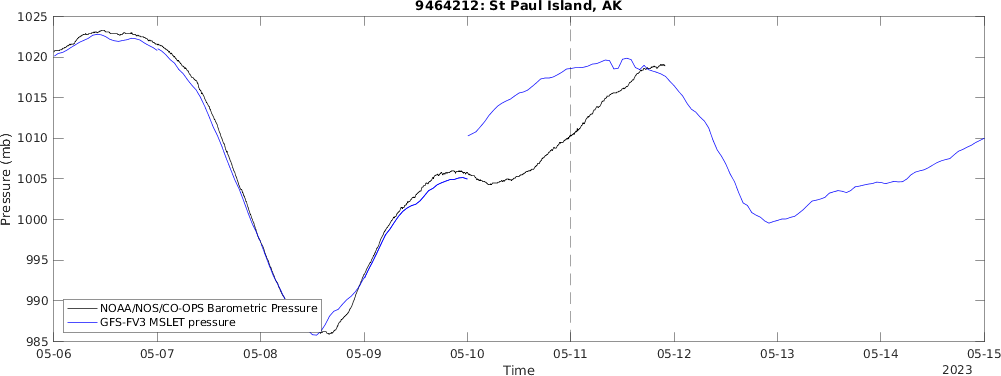 9464212: St Paul Island, AK
1025
1020
1015
1010
1005
1000
995
990
985
Pressure (mb)
NOAA/NOS/CO-OPS Barometric Pressure
GFS-FV3 MSLET pressure
05-06 05-07 05-08 05-09 05-10 05-11 05-12 05-13 05-14 05-15
Time
2023